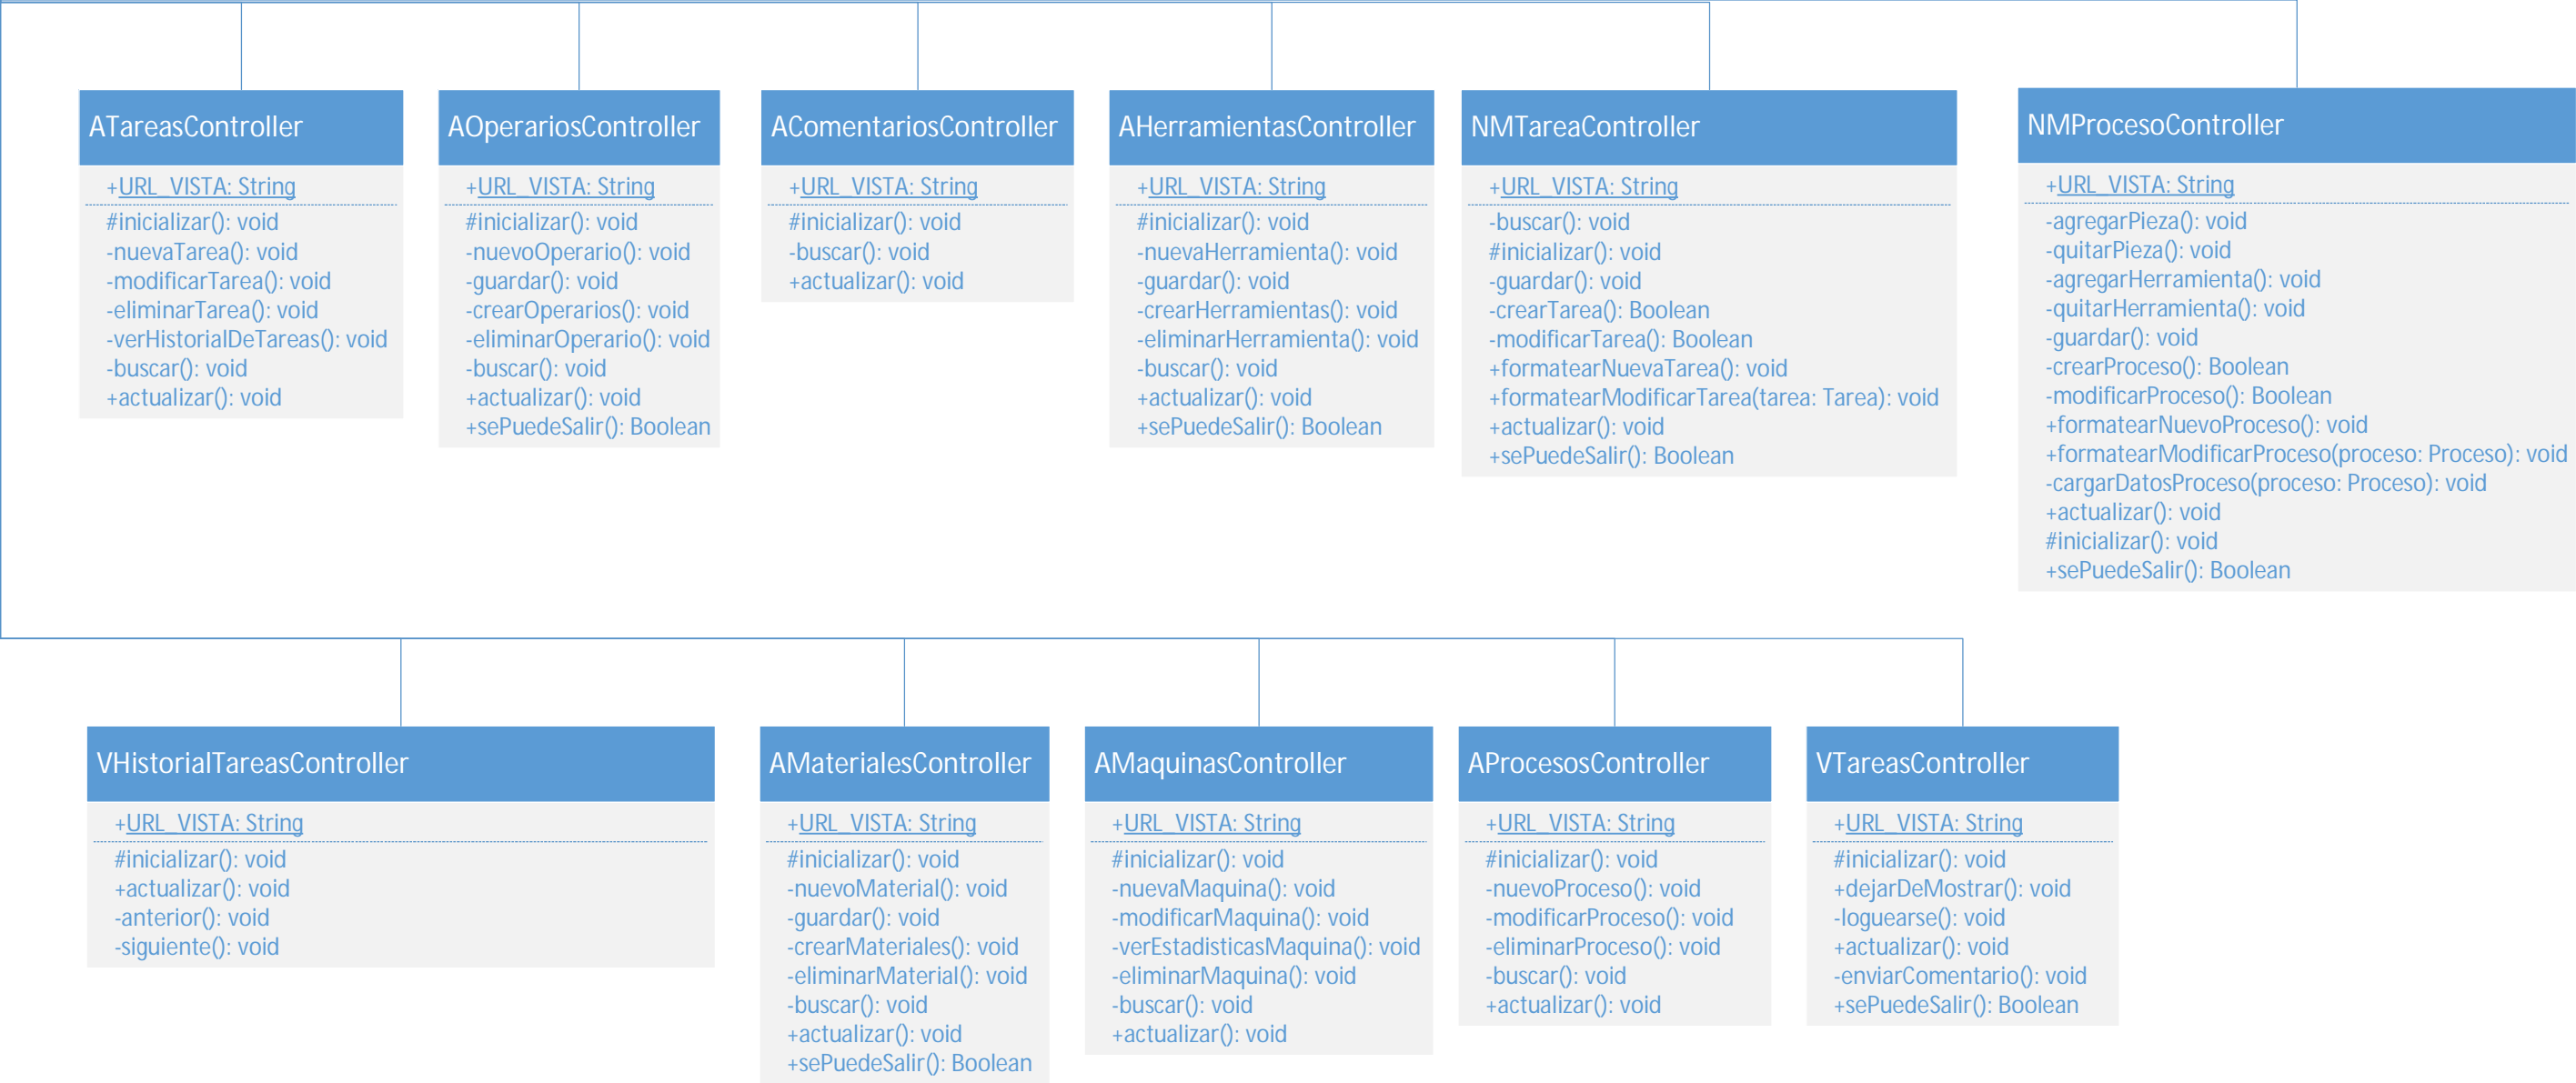 ATareasController
+URL_VISTA: String
#inicializar(): void
-nuevaTarea(): void
-modificarTarea(): void
-eliminarTarea(): void
-verHistorialDeTareas(): void
-buscar(): void
+actualizar(): void
AOperariosController
+URL_VISTA: String
#inicializar(): void
-nuevoOperario(): void
-guardar(): void
-crearOperarios(): void
-eliminarOperario(): void
-buscar(): void
+actualizar(): void
+sePuedeSalir(): Boolean
AComentariosController
+URL_VISTA: String
#inicializar(): void
-buscar(): void
+actualizar(): void
AHerramientasController
+URL_VISTA: String
#inicializar(): void
-nuevaHerramienta(): void
-guardar(): void
-crearHerramientas(): void
-eliminarHerramienta(): void
-buscar(): void
+actualizar(): void
+sePuedeSalir(): Boolean
NMTareaController
+URL_VISTA: String
-buscar(): void
#inicializar(): void
-guardar(): void
-crearTarea(): Boolean
-modificarTarea(): Boolean
+formatearNuevaTarea(): void
+formatearModificarTarea(tarea: Tarea): void
+actualizar(): void
+sePuedeSalir(): Boolean
NMProcesoController
+URL_VISTA: String
-agregarPieza(): void
-quitarPieza(): void
-agregarHerramienta(): void
-quitarHerramienta(): void
-guardar(): void
-crearProceso(): Boolean
-modificarProceso(): Boolean
+formatearNuevoProceso(): void
+formatearModificarProceso(proceso: Proceso): void
-cargarDatosProceso(proceso: Proceso): void
+actualizar(): void
#inicializar(): void
+sePuedeSalir(): Boolean
VHistorialTareasController
+URL_VISTA: String
#inicializar(): void
+actualizar(): void
-anterior(): void
-siguiente(): void
AMaterialesController
+URL_VISTA: String
#inicializar(): void
-nuevoMaterial(): void
-guardar(): void
-crearMateriales(): void
-eliminarMaterial(): void
-buscar(): void
+actualizar(): void
+sePuedeSalir(): Boolean
AMaquinasController
+URL_VISTA: String
#inicializar(): void
-nuevaMaquina(): void
-modificarMaquina(): void
-verEstadisticasMaquina(): void
-eliminarMaquina(): void
-buscar(): void
+actualizar(): void
AProcesosController
+URL_VISTA: String
#inicializar(): void
-nuevoProceso(): void
-modificarProceso(): void
-eliminarProceso(): void
-buscar(): void
+actualizar(): void
VTareasController
+URL_VISTA: String
#inicializar(): void
+dejarDeMostrar(): void
-loguearse(): void
+actualizar(): void
-enviarComentario(): void
+sePuedeSalir(): Boolean